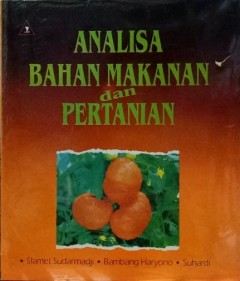 ANALISA
BAHAN MAKANAN
dan
PERTANIAN
• Slamet Sudarmadji • Bambang Haryono • Suhardi